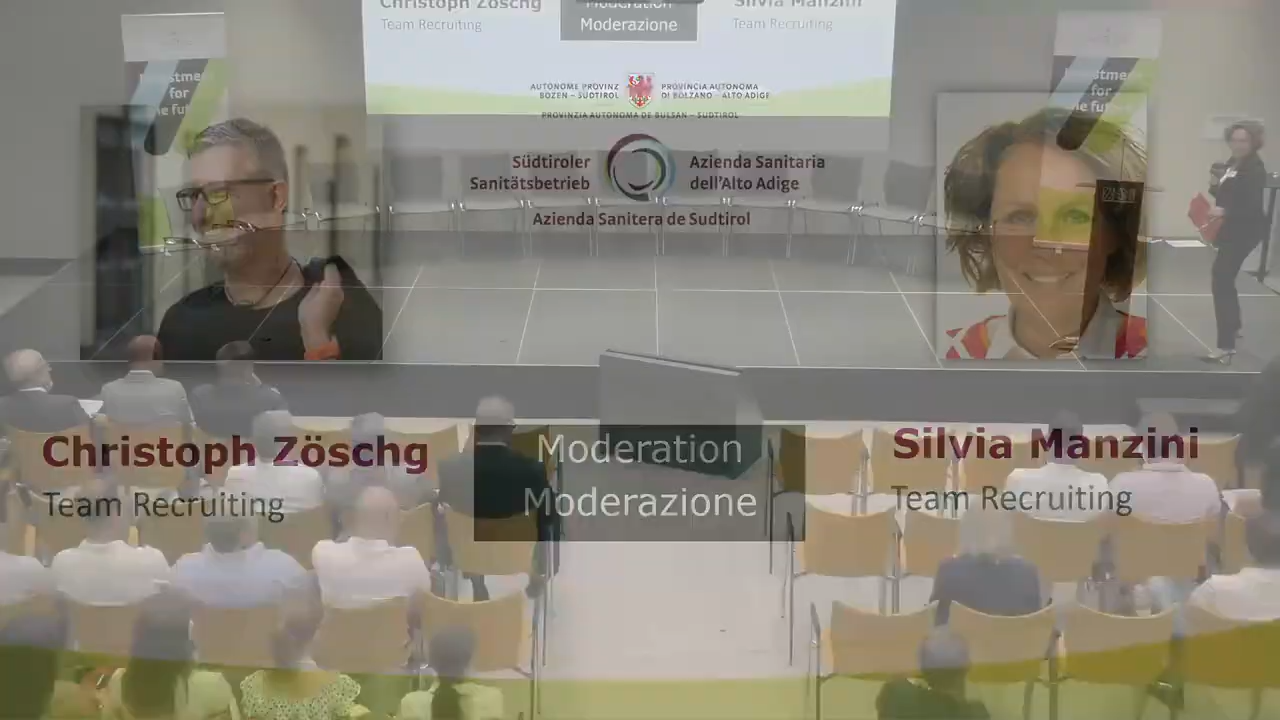 Christoph Zöschg
Team Recruiting
Moderation
Moderazione
Silvia Manzini
Team Recruiting
for
AUTONOME PROVINZ
BOZEN – SÜDTIROL
PROVINCIA AUTONOMA
DI BOLZANO – ALTO ADIGE
PROVINZIA AUTONOMA DE BULSAN – SÜDTIROL
for
Südtiroler
Sanitätsbetrieb
Azienda Sanitaria
dell'Alto Adige
Azienda Sanitera de Sudtirol
Christoph Zöschg
Team Recruiting
Moderation
Moderazione
Silvia Manzini
Team Recruiting